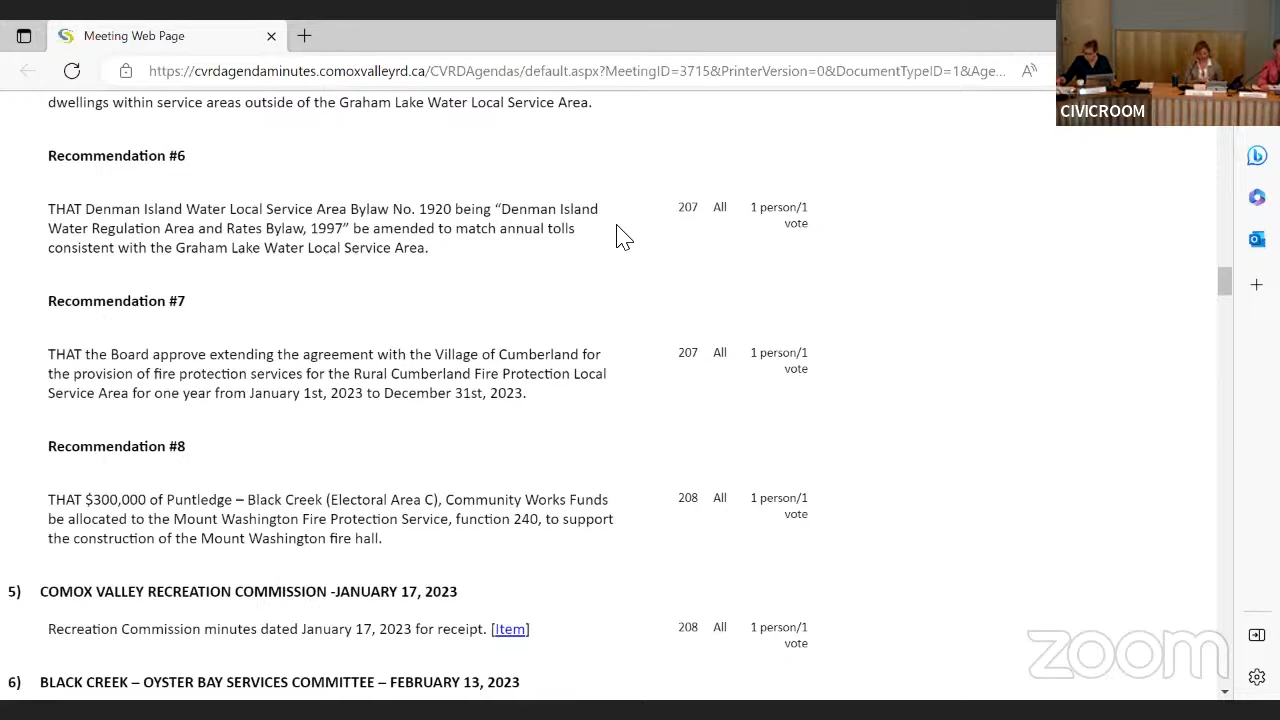 Meeting Web Page
https://cvrdagendaminutes.comoxvalleyrd.ca/CVRDAgendas/default.aspx?MeetingID=3715&PrinterVersion=0&DocumentTypeID=1&Age...
CIVICROOM
dwellings within service areas outside of the Graham Lake Water Local Service Area.
Recommendation #6
THAT Denman Island Water Local Service Area Bylaw No. 1920 being “Denman Island 207 All 1 person/1
Water Regulation Area and Rates Bylaw, 1997” be amended to match annual tolls vote
consistent with the Graham Lake Water Local Service Area.
Recommendation #7
THAT the Board approve extending the agreement with the Village of Cumberland for 207 All 1 person/1
the provision of fire protection services for the Rural Cumberland Fire Protection Local vote
Service Area for one year from January 1st, 2023 to December 31st, 2023.
Recommendation #8
THAT $300,000 of Puntledge – Black Creek (Electoral Area C), Community Works Funds 208 All 1 person/1
be allocated to the Mount Washington Fire Protection Service, function 240, to support vote
the construction of the Mount Washington fire hall.
5) COMOX VALLEY RECREATION COMMISSION -JANUARY 17, 2023
Recreation Commission minutes dated January 17, 2023 for receipt. [Item] 208 All 1 person/1
vote
zoom
6) BLACK CREEK – OYSTER BAY SERVICES COMMITTEE – FEBRUARY 13, 2023